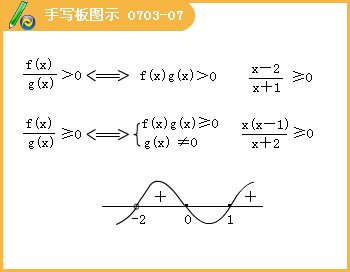 手写板图示 0703-07
f(x)/g(x) >0 ⟺ f(x)g(x)>0   x−2/x+1 ≥0
f(x)/g(x) ≥0 ⟺ { f(x)g(x)≥0   x(x−1)/x+2 ≥0
g(x) ≠0
+ +
-2 0 1